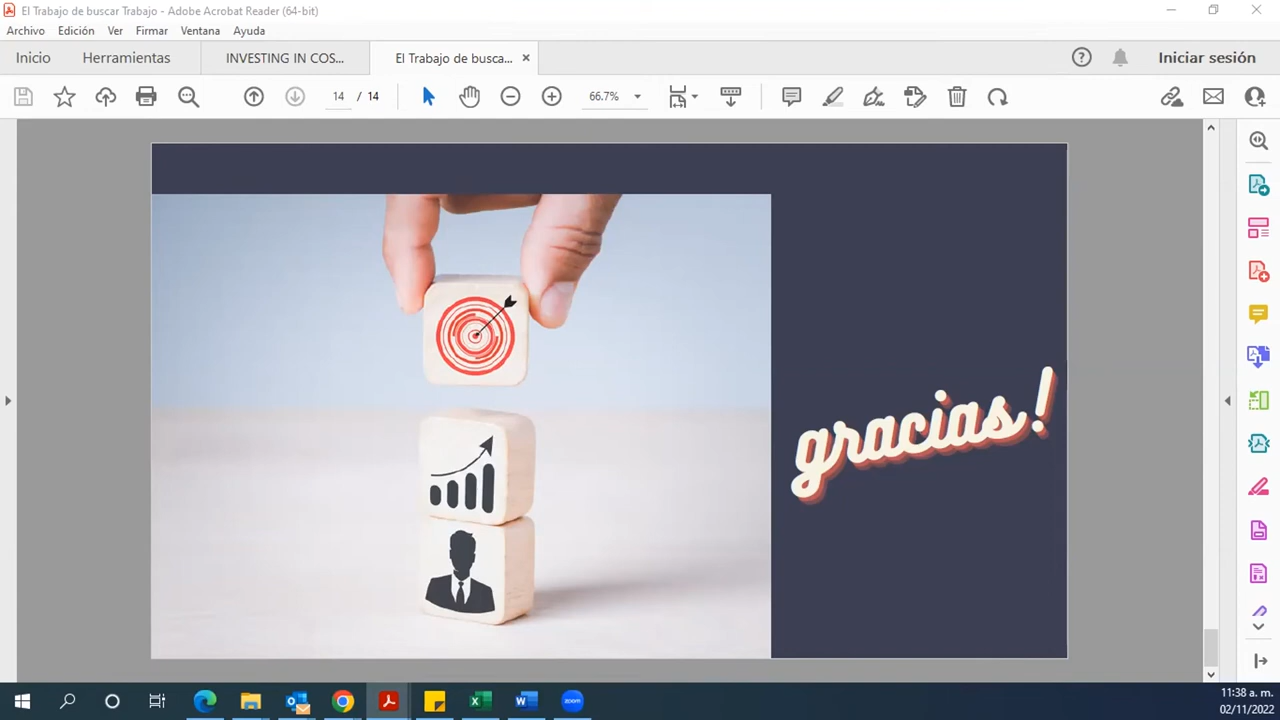 El Trabajo de buscar Trabajo - Adobe Acrobat Reader (64-bit)
Archivo Edición Ver Firmar Ventana Ayuda
Inicio Herramientas INVESTING IN COS... El Trabajo de busca... Iniciar sesión
14 / 14 66.7%
gracias!
zoom
11:38 a. m.
02/11/2022